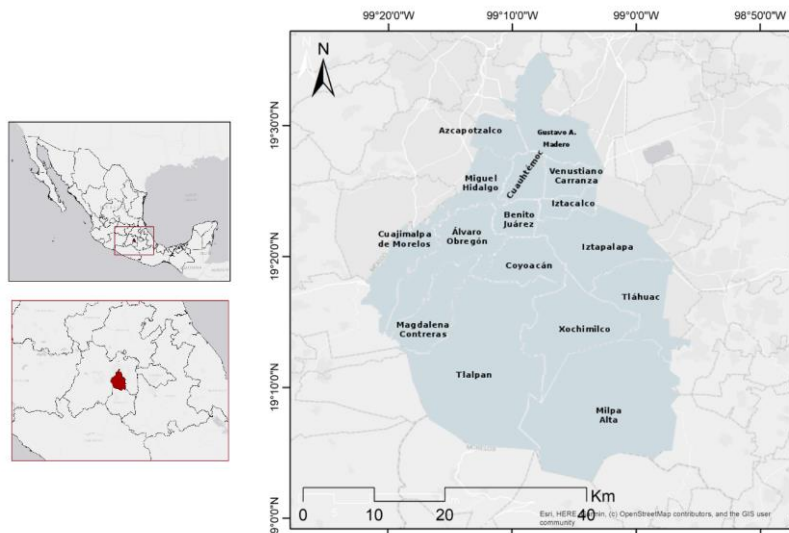 99°20'0"W
99°10'0"W
99°00'0"W
98°50'0"W
N
19°30'0"N
19°20'0"N
19°10'0"N
19°0'0"N
Azcapotzalco
Gustavo A.
Madero
Cuauhtémoc
Miguel
Hidalgo
Venustiano
Carranza
Iztacalco
Benito
Juárez
Cuajimalpa
de Morelos
Álvaro
Obregón
Iztapalapa
Coyoacán
Tláhuac
Magdalena
Contreras
Xochimilco
Tlalpan
Milpa
Alta
Km
0
10
20
40
Esri, HERE, Garmin, (c) OpenStreetMap contributors, and the GIS user
community